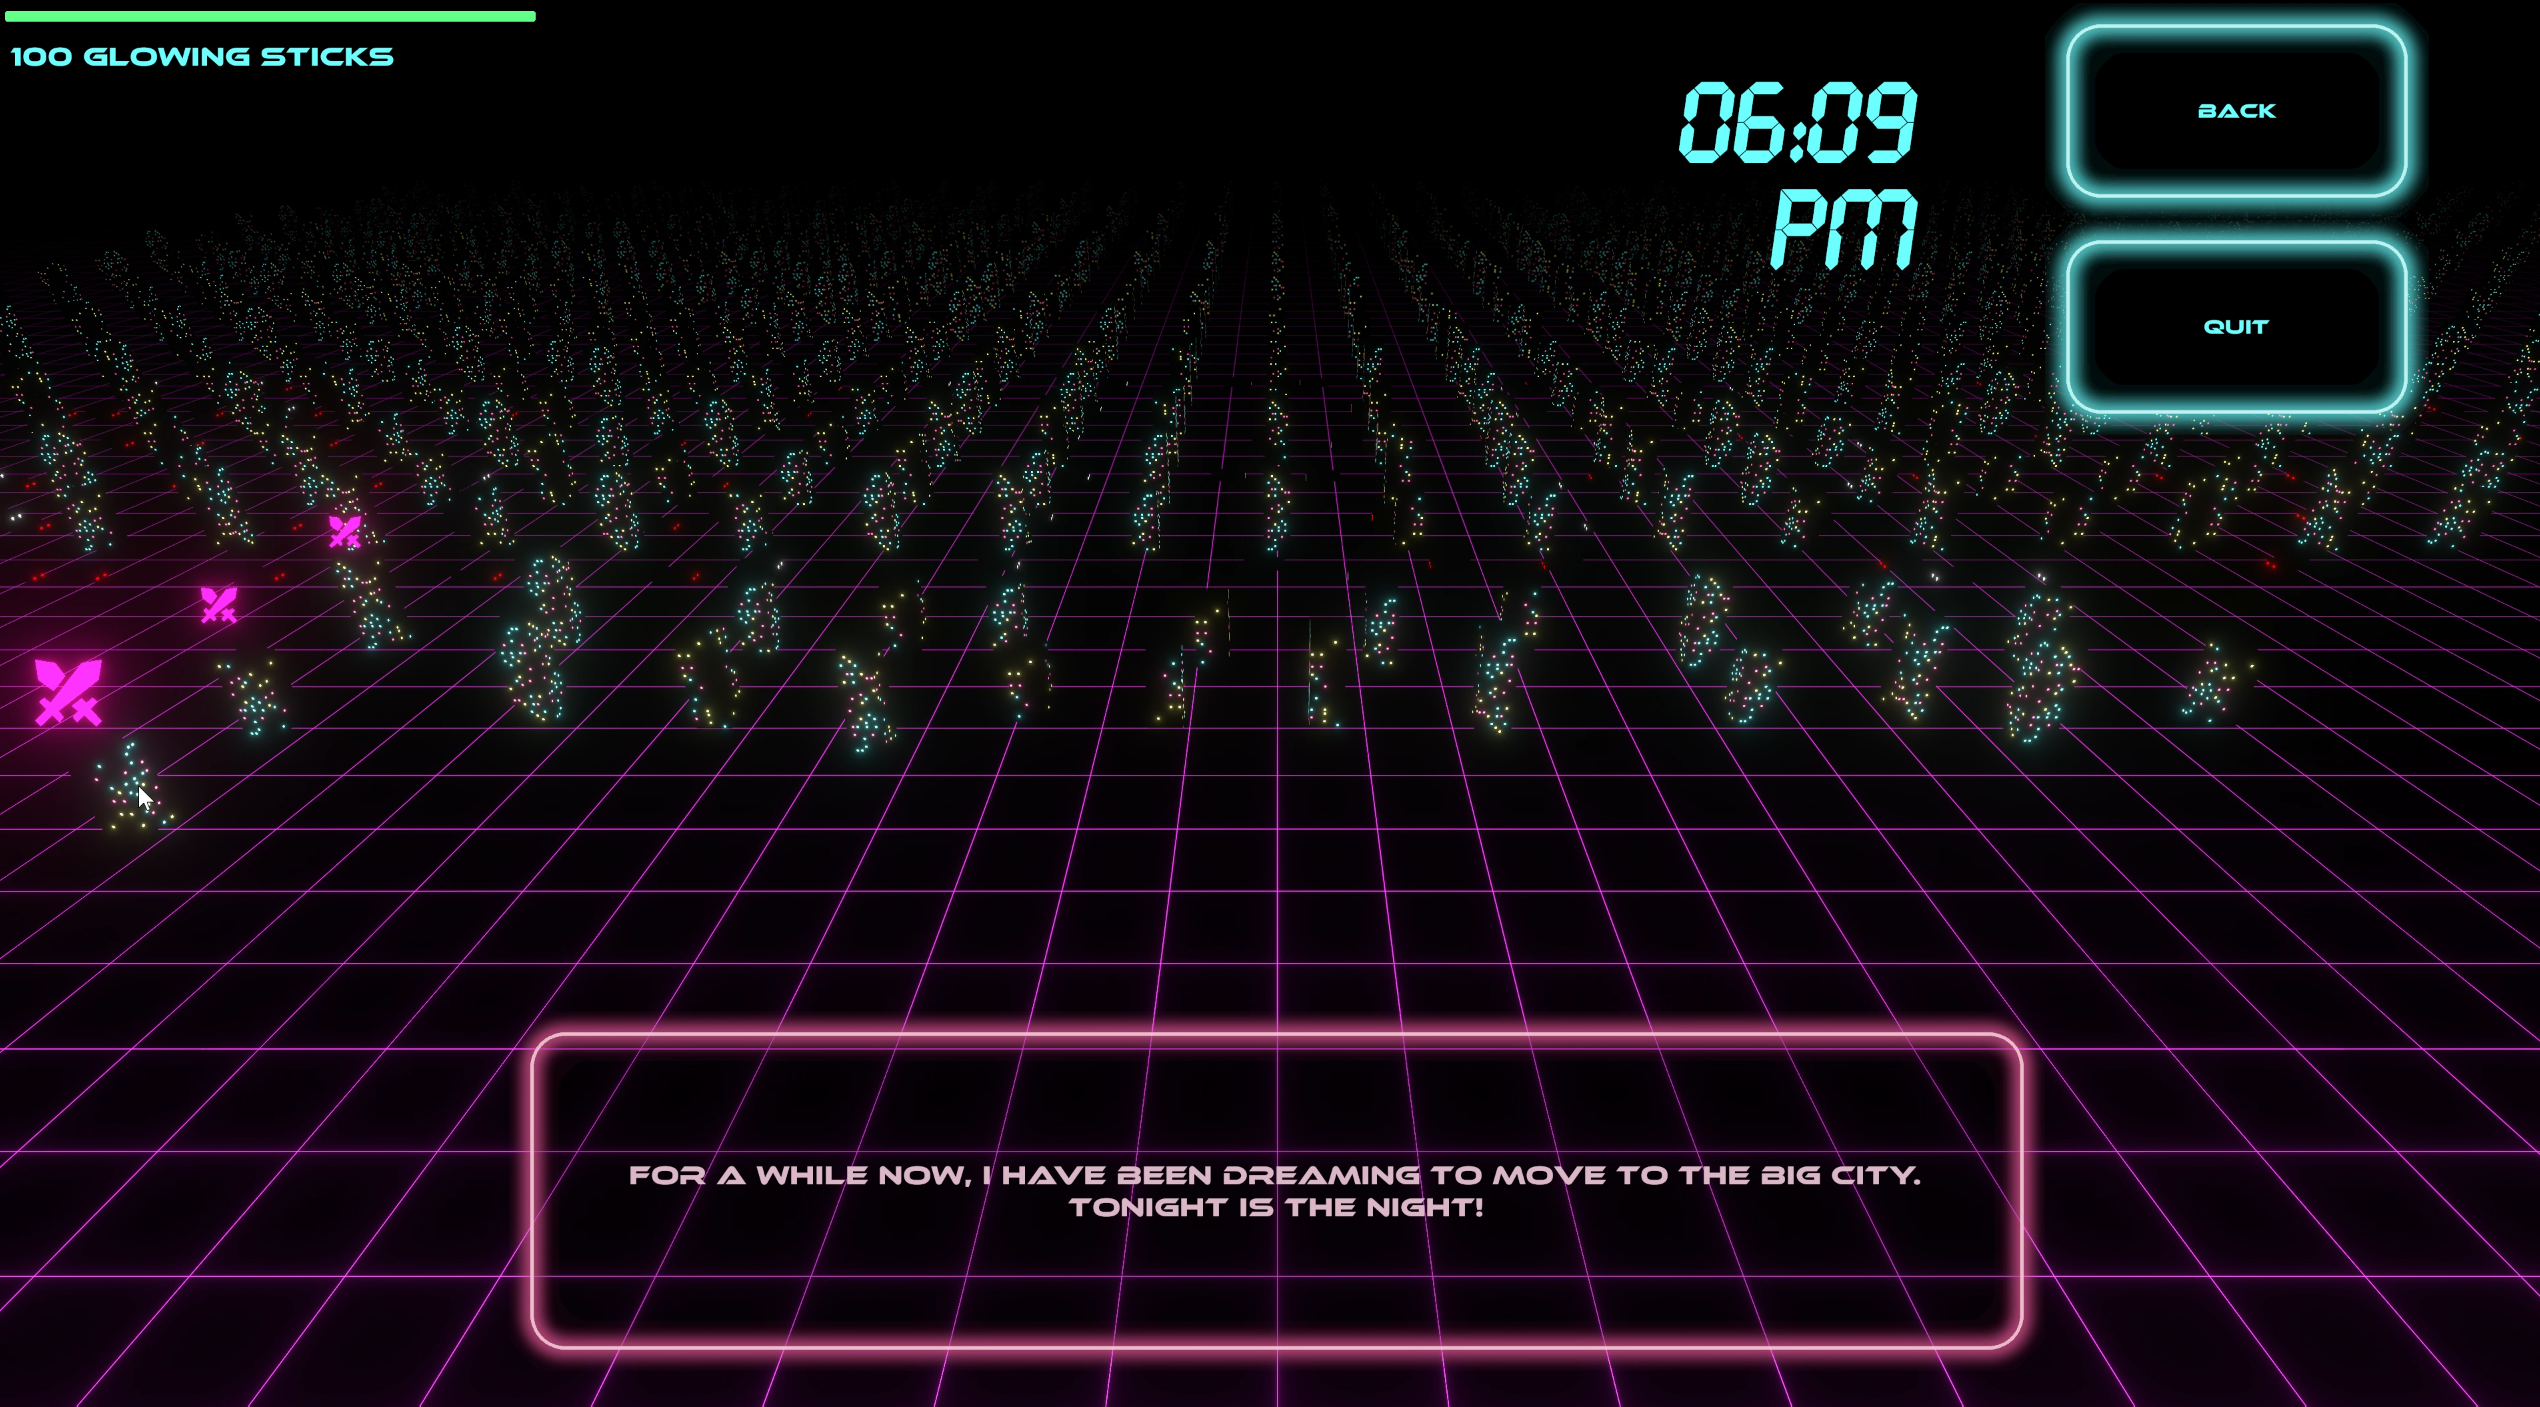 100 GLOWING STICKS
06:09
PM
BACK
QUIT
FOR A WHILE NOW, I HAVE BEEN DREAMING TO MOVE TO THE BIG CITY.
TONIGHT IS THE NIGHT!